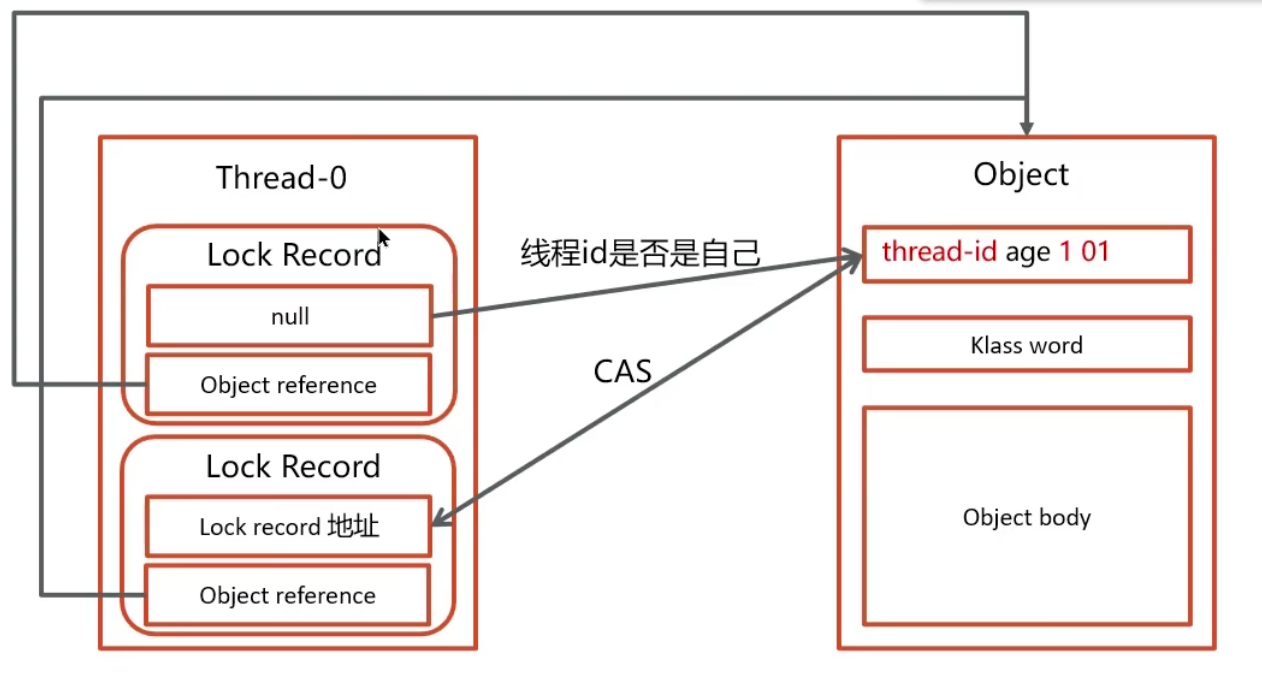 Thread-0
Lock Record
null
Object reference
Lock Record
Lock record 地址
Object reference
线程id是否是自己
CAS
Object
thread-id age 1 01
Klass word
Object body